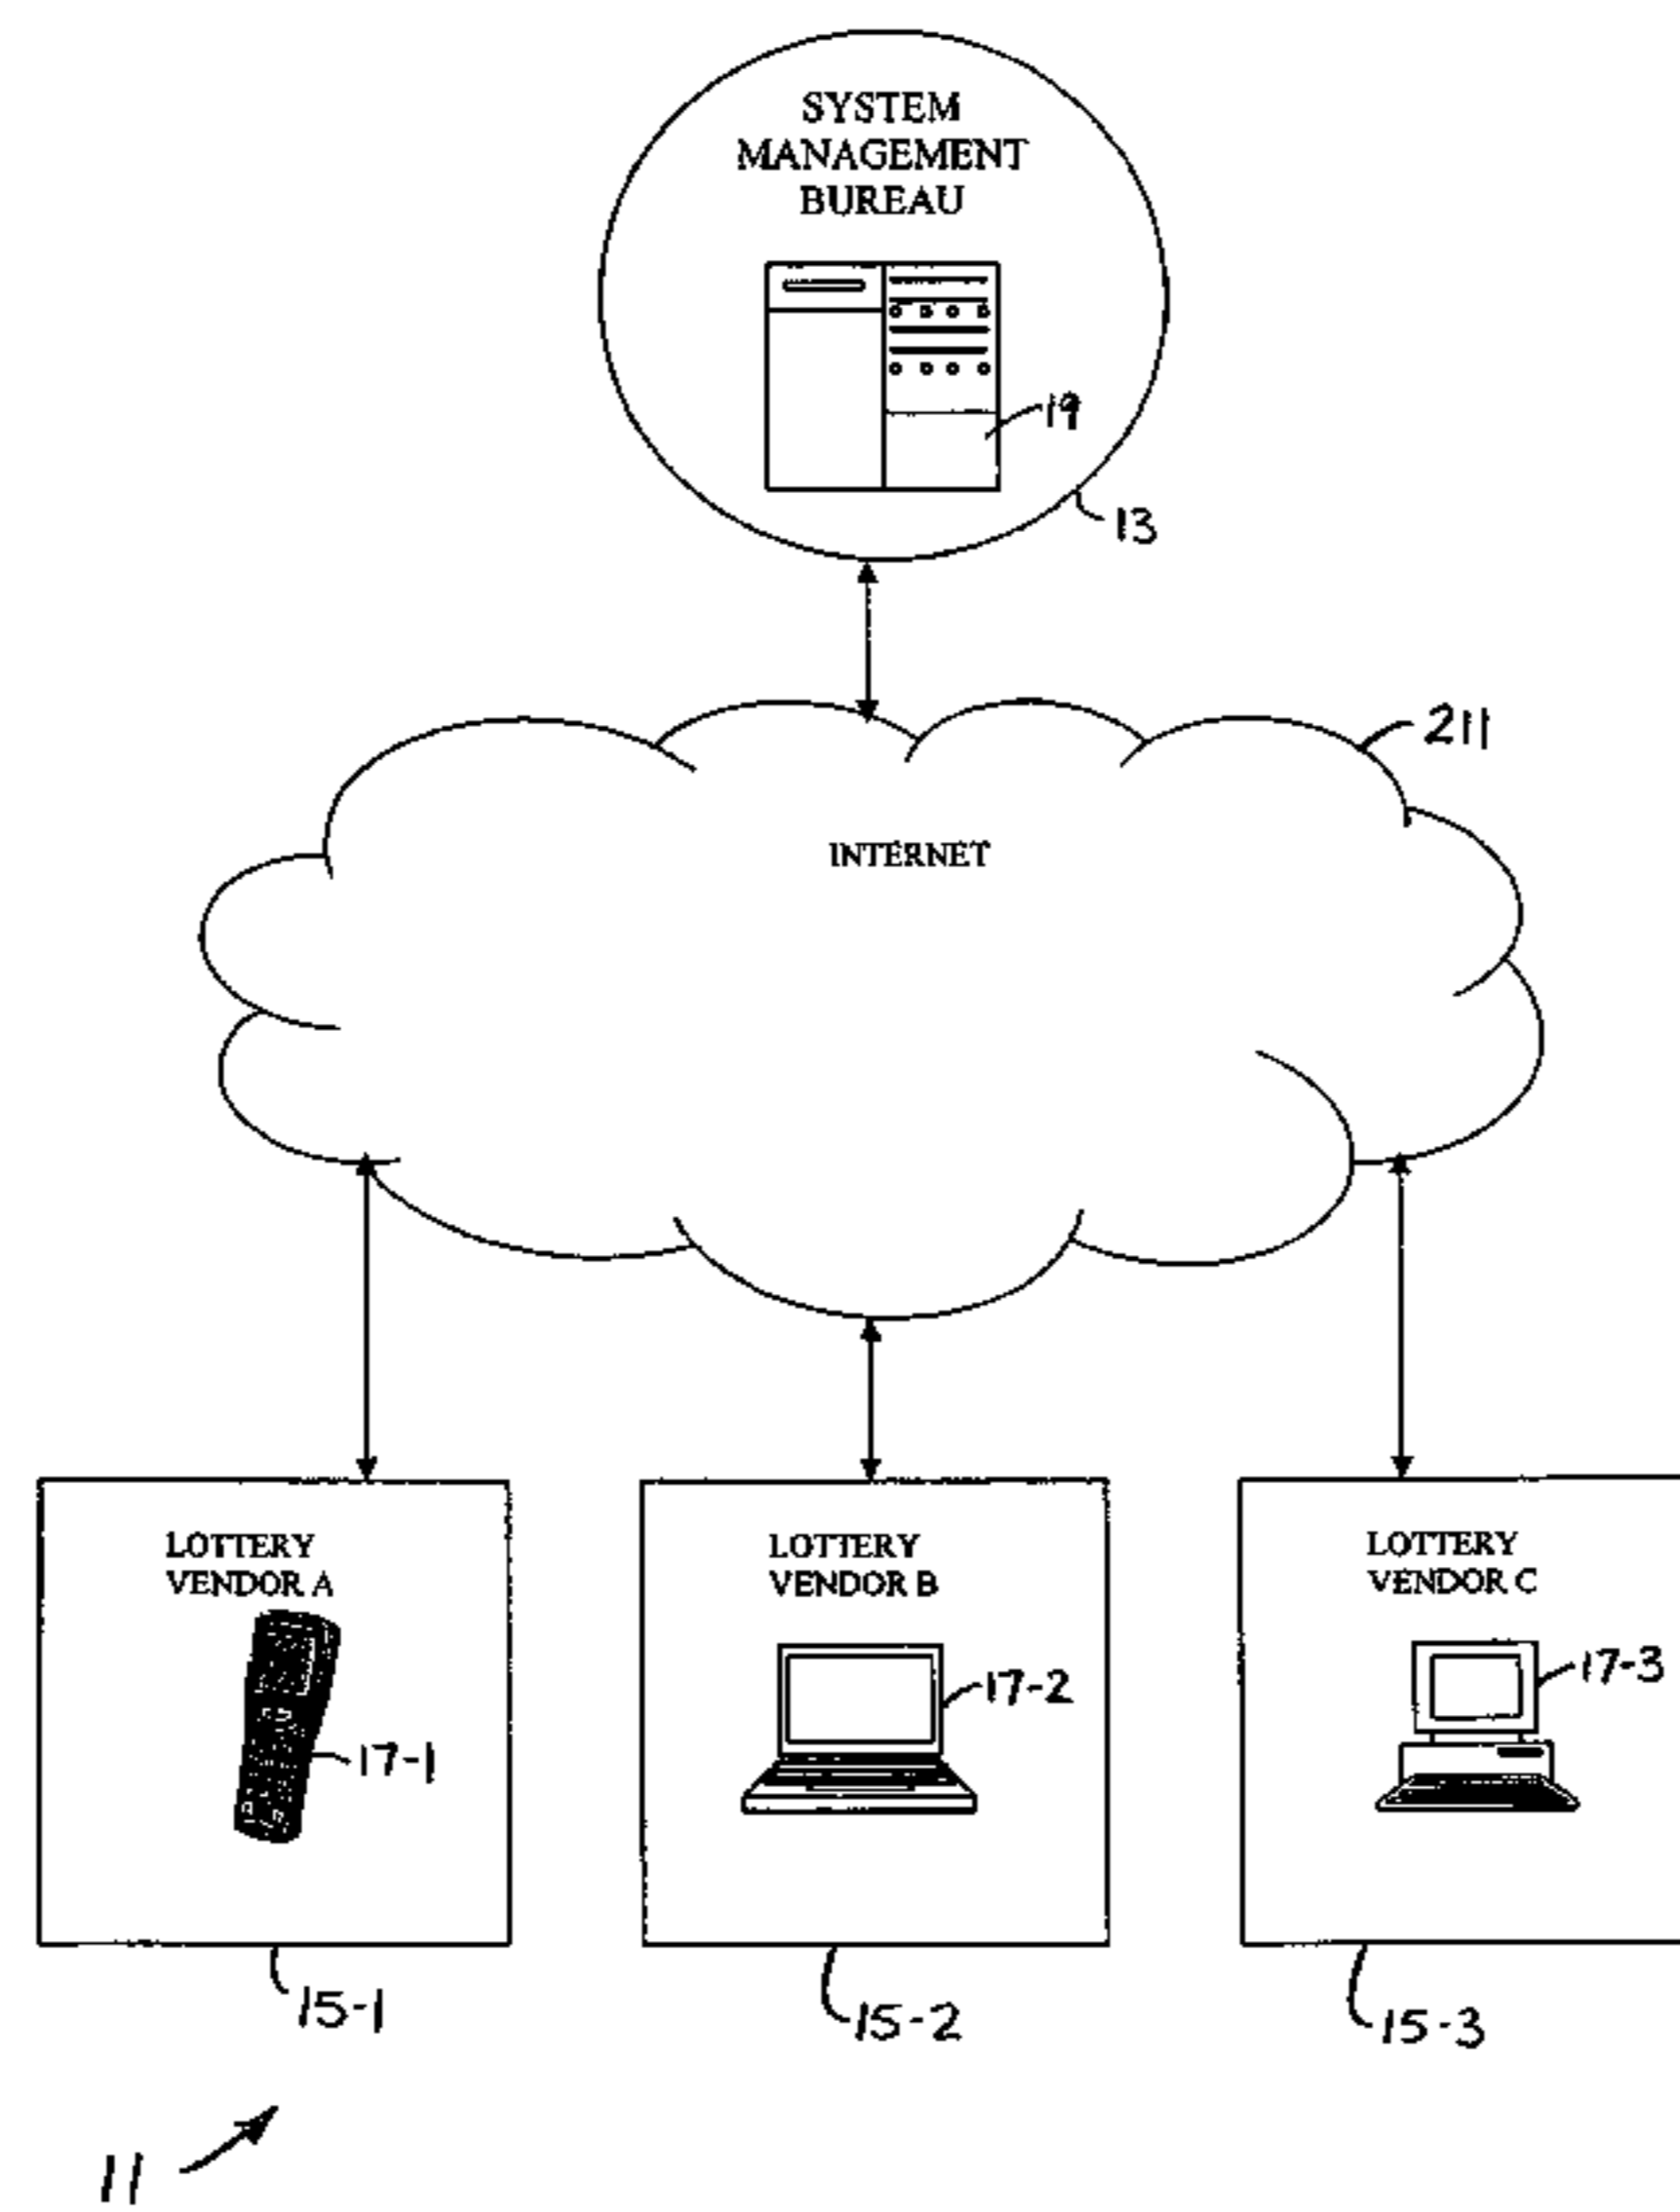 SYSTEM
MANAGEMENT
BUREAU
19
13
211
INTERNET
LOTTERY
VENDOR A
17-1
LOTTERY
VENDOR B
17-2
LOTTERY
VENDOR C
17-3
15-1
15-2
15-3
11